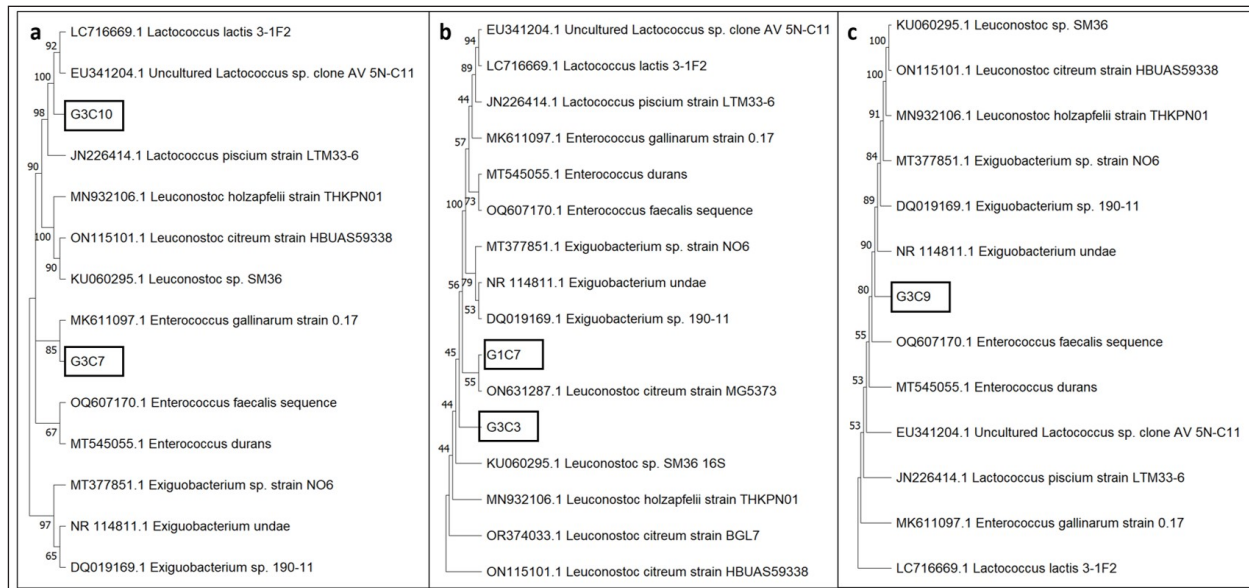 a
LC716669.1 Lactococcus lactis 3-1F2
92
EU341204.1 Uncultured Lactococcus sp. clone AV 5N-C11
100
G3C10
98
JN226414.1 Lactococcus piscium strain LTM33-6
90
MN932106.1 Leuconostoc holzapfelii strain THKPN01
100
ON115101.1 Leuconostoc citreum strain HBUAS59338
90
KU060295.1 Leuconostoc sp. SM36
MK611097.1 Enterococcus gallinarum strain 0.17
85
G3C7
OQ607170.1 Enterococcus faecalis sequence
67
MT545055.1 Enterococcus durans
MT377851.1 Exiguobacterium sp. strain NO6
97
NR 114811.1 Exiguobacterium undae
65
DQ019169.1 Exiguobacterium sp. 190-11
b
EU341204.1 Uncultured Lactococcus sp. clone AV 5N-C11
94
LC716669.1 Lactococcus lactis 3-1F2
89
JN226414.1 Lactococcus piscium strain LTM33-6
44
MK611097.1 Enterococcus gallinarum strain 0.17
57
MT545055.1 Enterococcus durans
73
OQ607170.1 Enterococcus faecalis sequence
100
MT377851.1 Exiguobacterium sp. strain NO6
56
79
NR 114811.1 Exiguobacterium undae
53
DQ019169.1 Exiguobacterium sp. 190-11
45
G1C7
55
ON631287.1 Leuconostoc citreum strain MG5373
44
G3C3
44
KU060295.1 Leuconostoc sp. SM36 16S
MN932106.1 Leuconostoc holzapfelii strain THKPN01
OR374033.1 Leuconostoc citreum strain BGL7
ON115101.1 Leuconostoc citreum strain HBUAS59338
c
KU060295.1 Leuconostoc sp. SM36
100
ON115101.1 Leuconostoc citreum strain HBUAS59338
100
MN932106.1 Leuconostoc holzapfelii strain THKPN01
91
MT377851.1 Exiguobacterium sp. strain NO6
84
DQ019169.1 Exiguobacterium sp. 190-11
89
NR 114811.1 Exiguobacterium undae
90
G3C9
80
OQ607170.1 Enterococcus faecalis sequence
55
MT545055.1 Enterococcus durans
53
EU341204.1 Uncultured Lactococcus sp. clone AV 5N-C11
53
JN226414.1 Lactococcus piscium strain LTM33-6
MK611097.1 Enterococcus gallinarum strain 0.17
LC716669.1 Lactococcus lactis 3-1F2